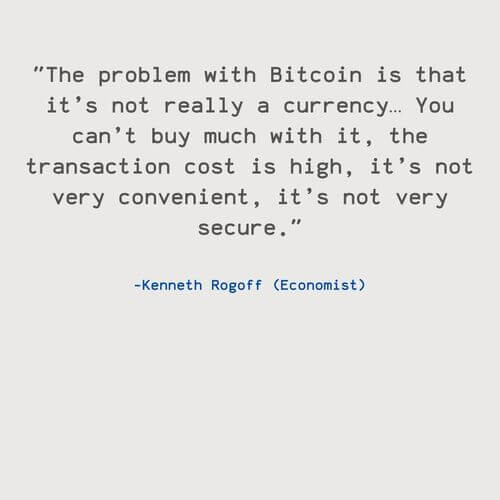 "The problem with Bitcoin is that
it's not really a currency… You
can't buy much with it, the
transaction cost is high, it's not
very convenient, it's not very
secure."
-Kenneth Rogoff (Economist)